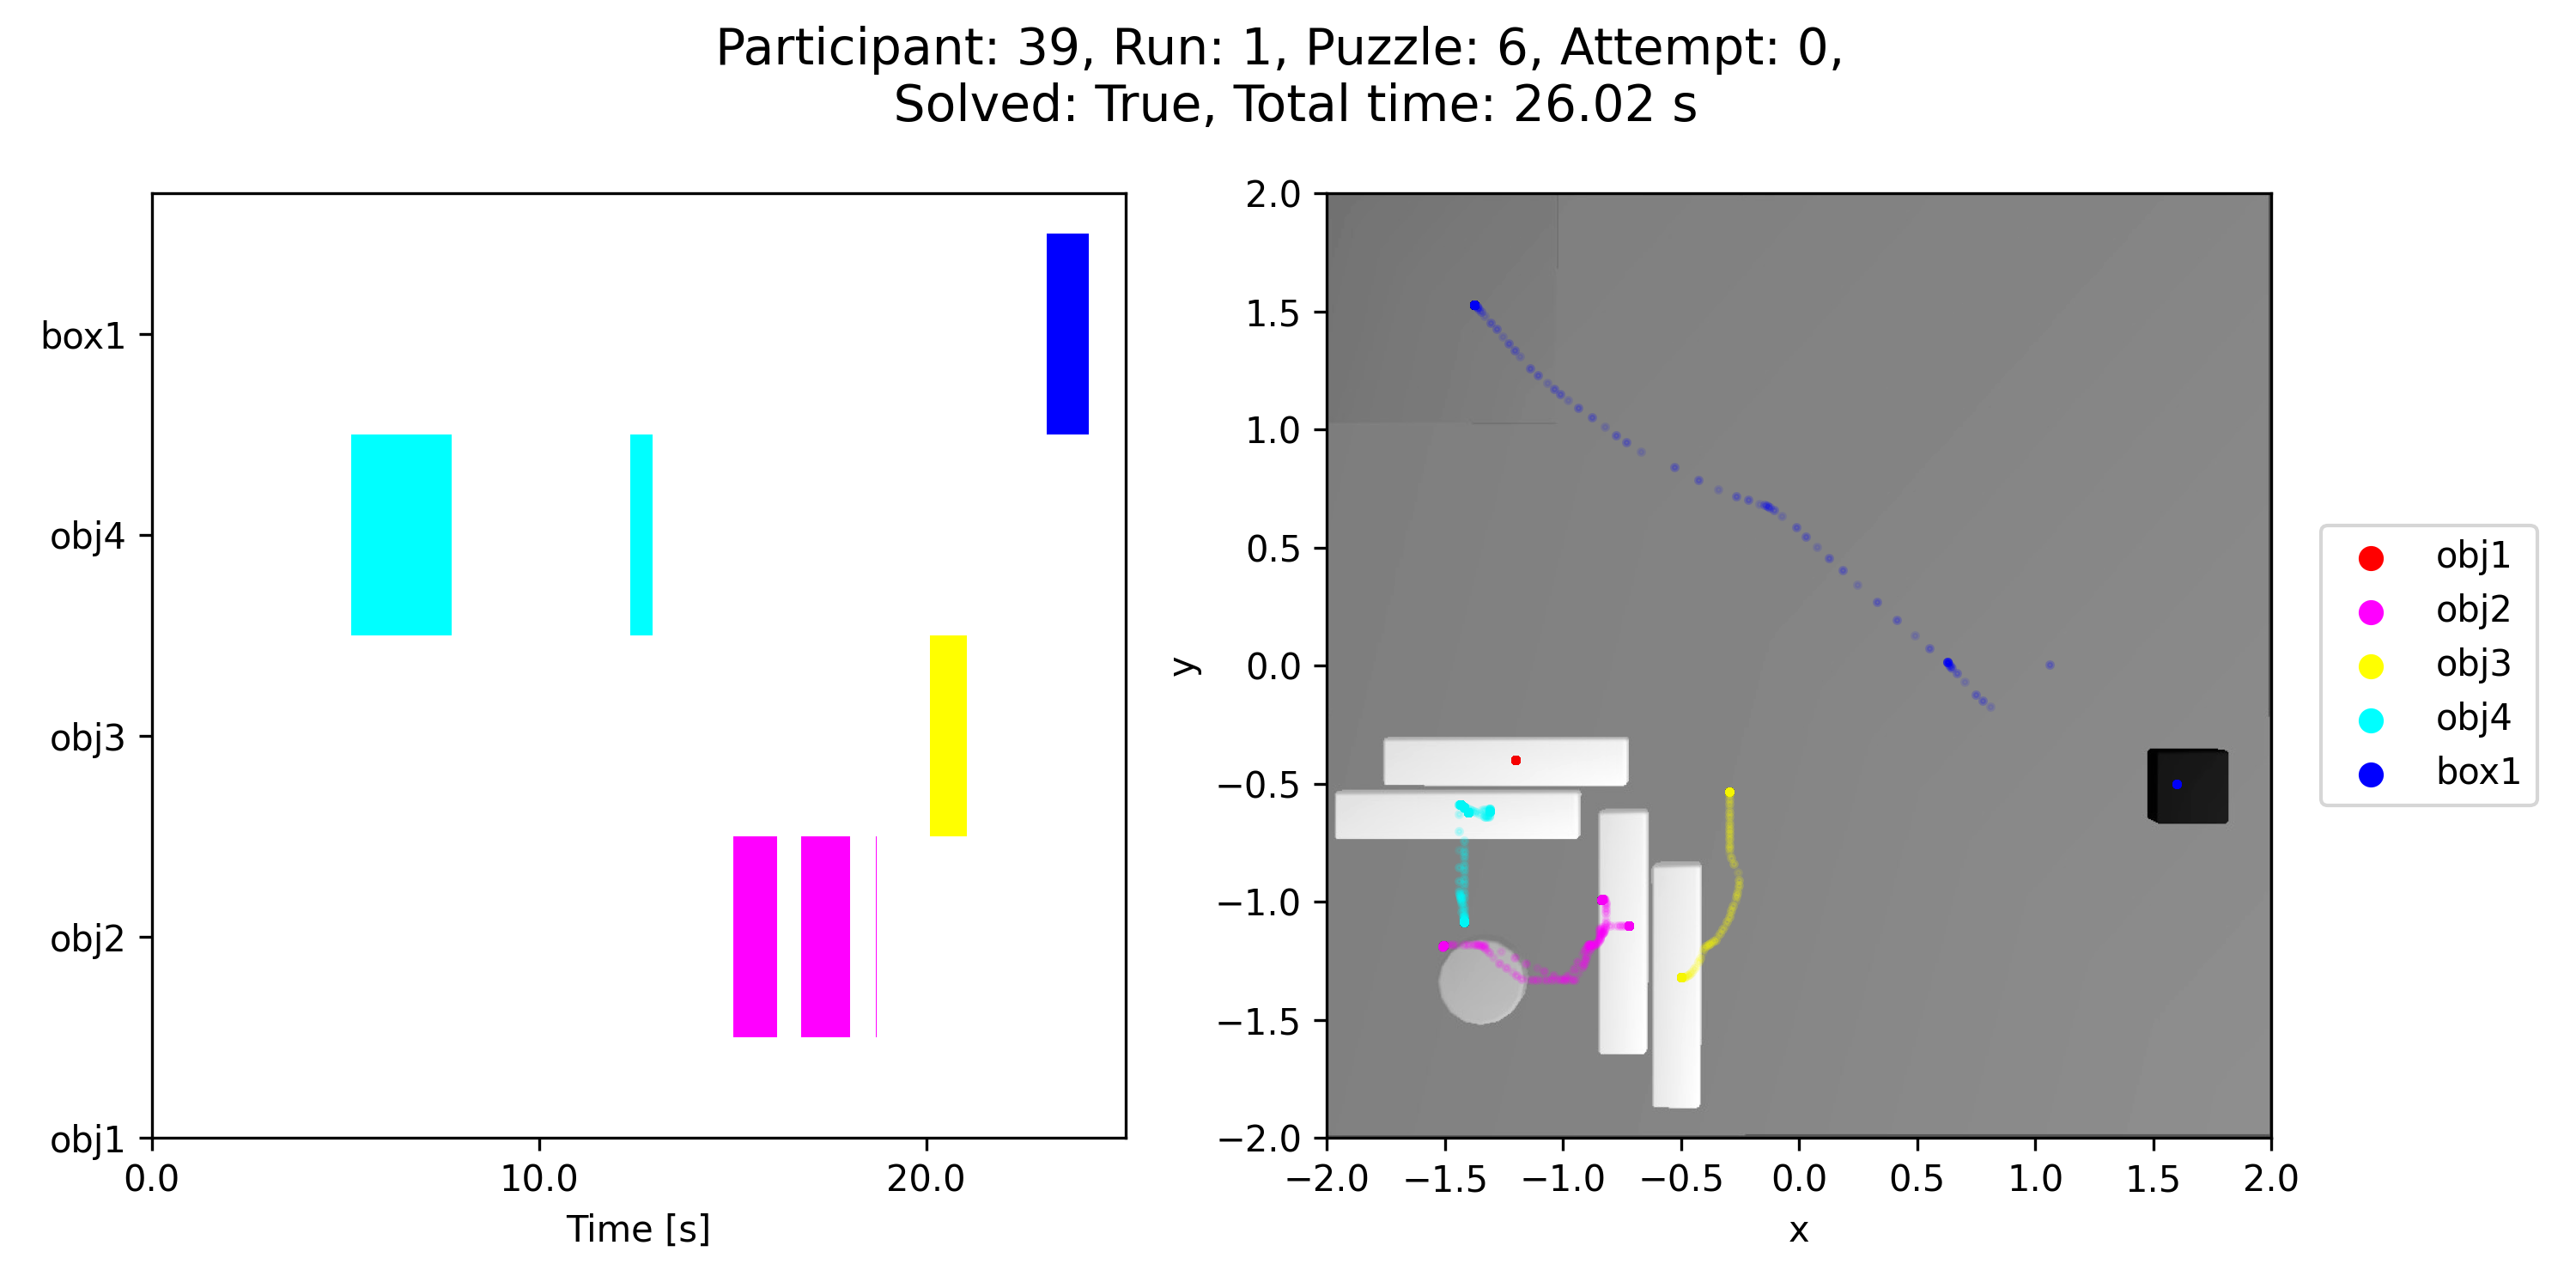 Participant: 39, Run: 1, Puzzle: 6, Attempt: 0,
Solved: True, Total time: 26.02 s
box1
obj4
obj3
obj2
obj1
0.0 10.0 20.0
Time [s]
2.0
1.5
1.0
0.5
0.0
−0.5
−1.0
−1.5
−2.0
y
−2.0 −1.5 −1.0 −0.5 0.0 0.5 1.0 1.5 2.0
x
obj1
obj2
obj3
obj4
box1